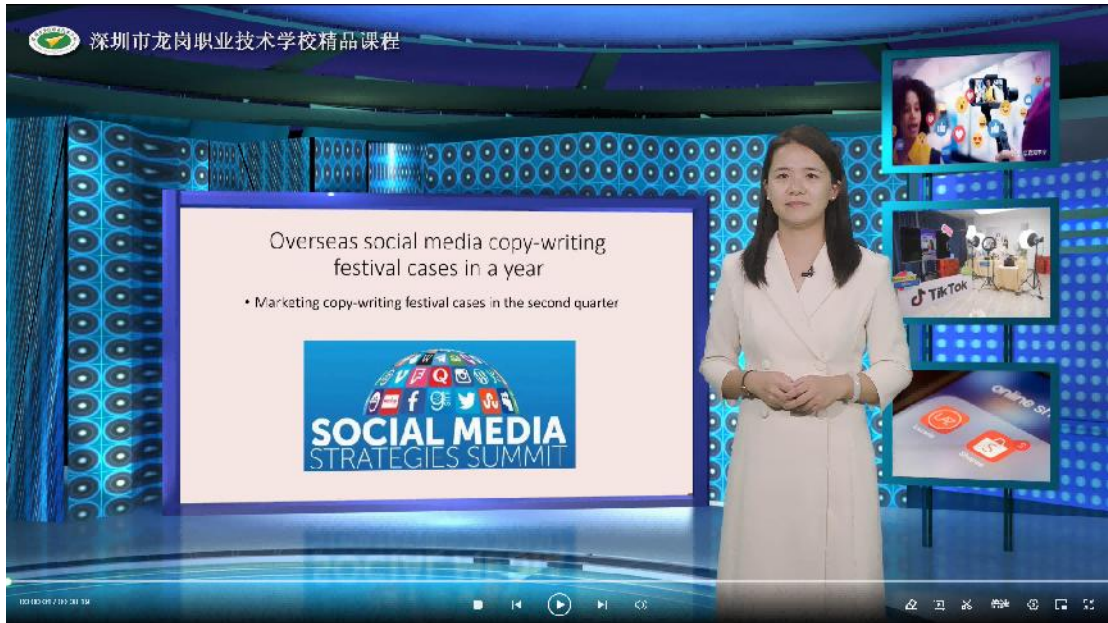 深圳市龙岗职业技术学校精品课程
Overseas social media copy-writing
festival cases in a year
• Marketing copy-writing festival cases in the second quarter
SOCIAL MEDIA
STRATEGIES SUMMIT
TikTok
online